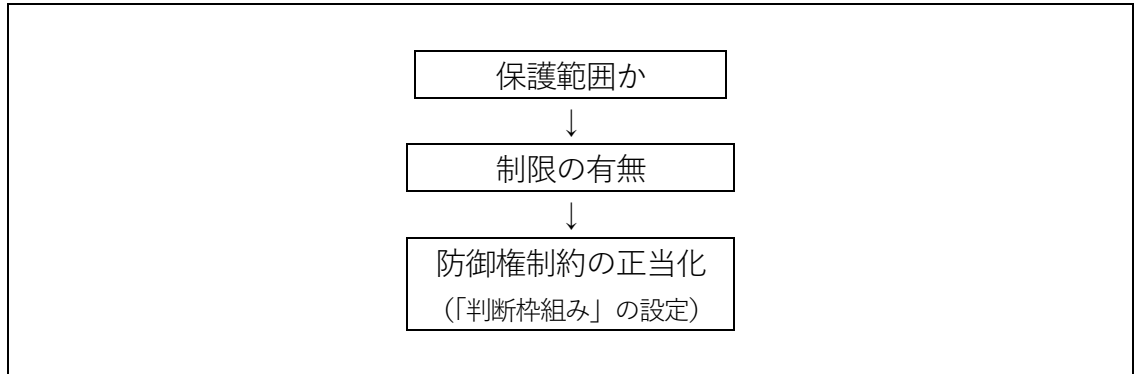 保護範囲か
↓
制限の有無
↓
防御権制約の正当化
（「判断枠組み」の設定）